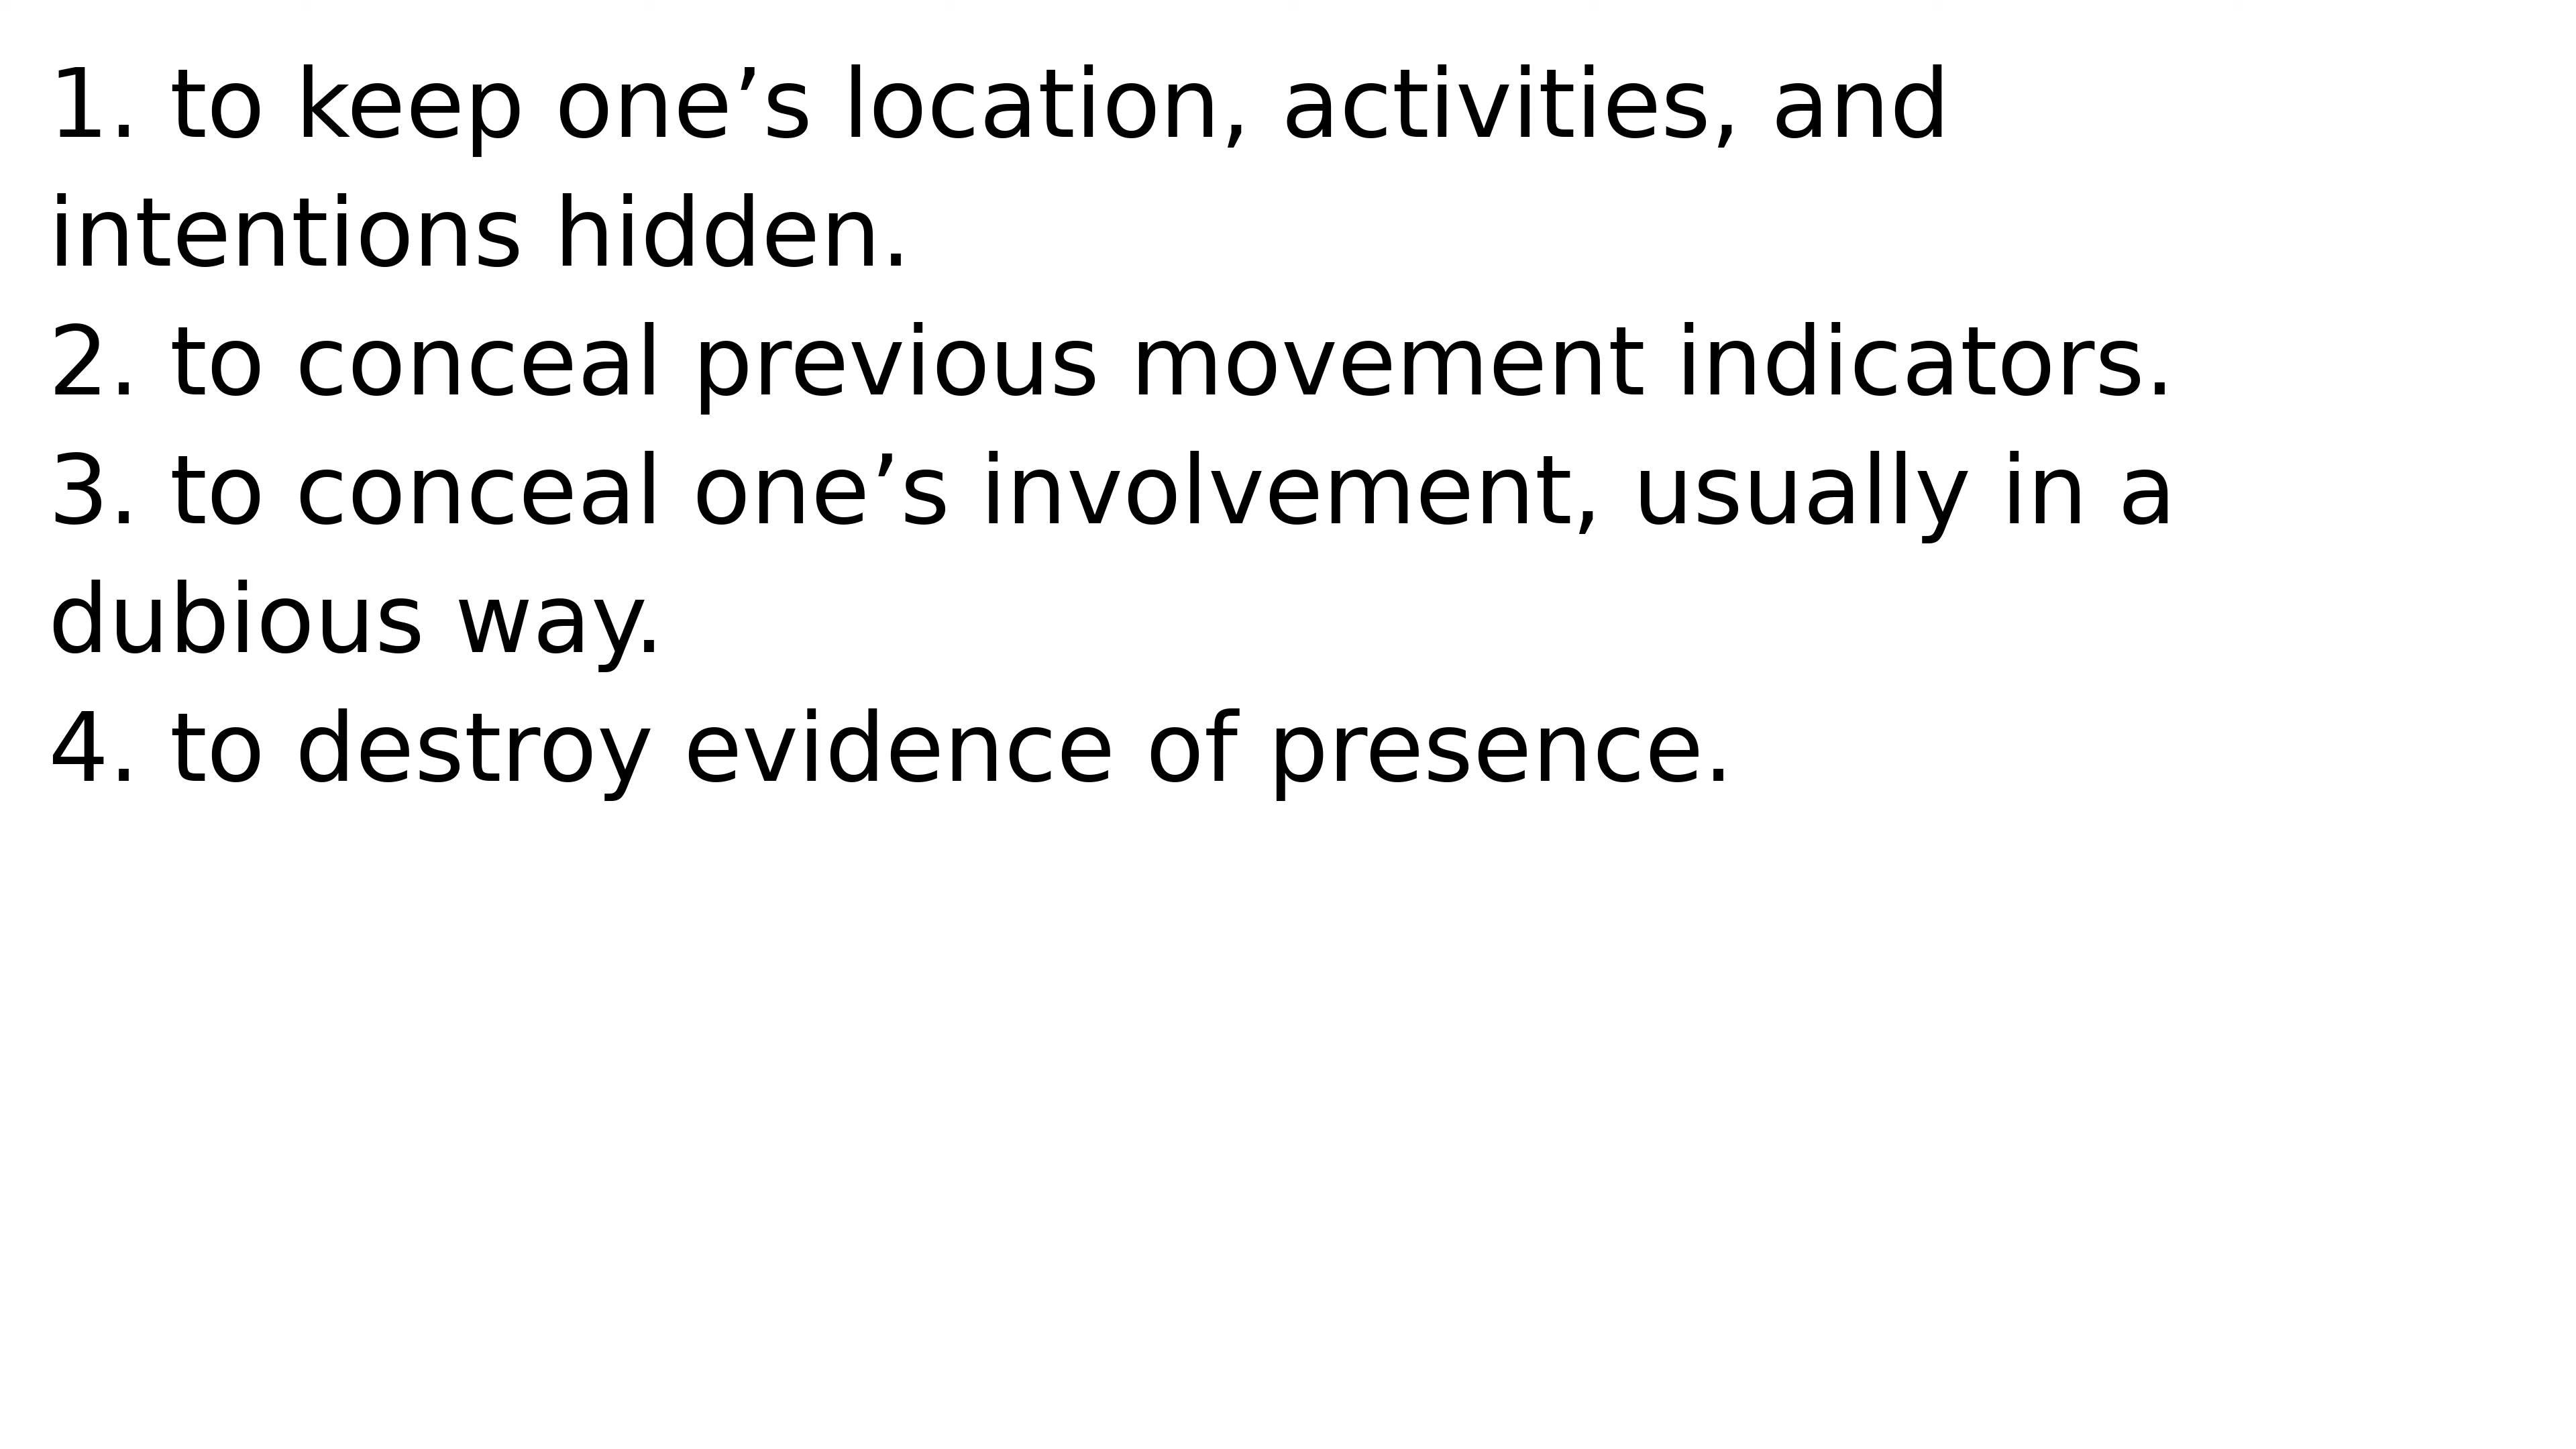 1. to keep one’s location, activities, and
intentions hidden.
2. to conceal previous movement indicators.
3. to conceal one’s involvement, usually in a
dubious way.
4. to destroy evidence of presence.